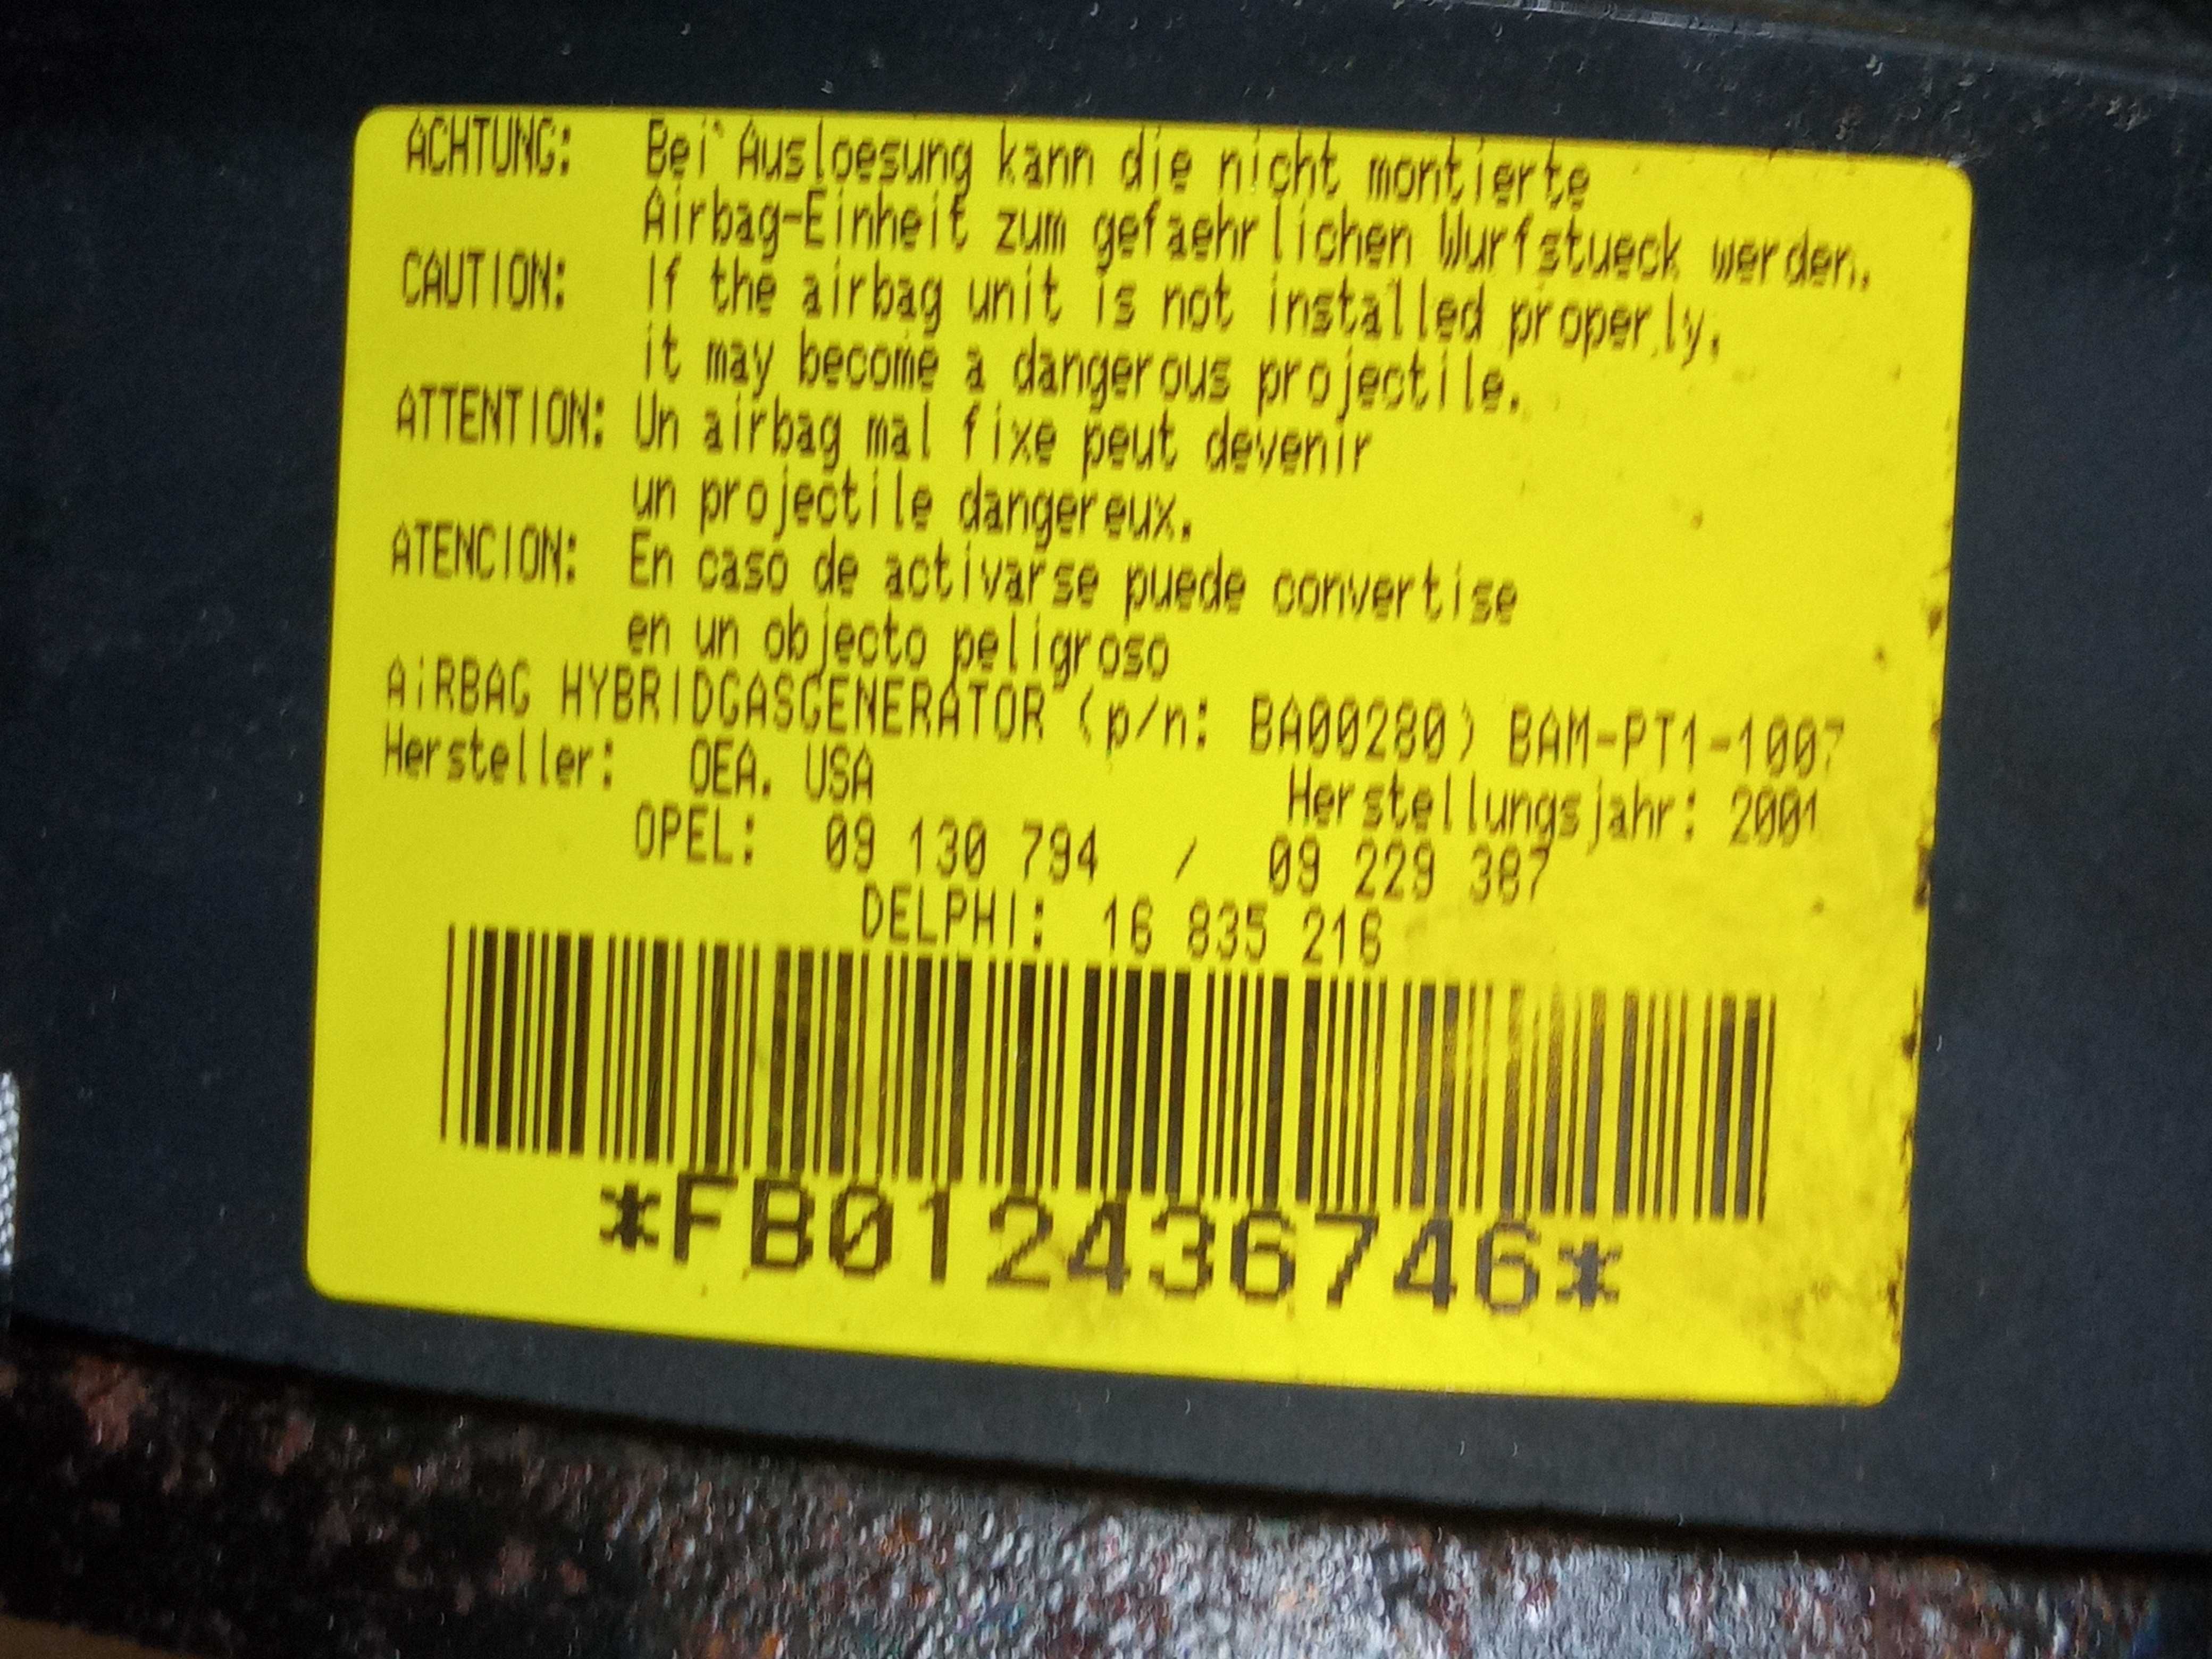 ACHTUNG: Bei Ausloesung kann die nicht montierte
Airbag-Einheit zum gefaehrlichen Wurfstueck werden.
CAUTION: If the airbag unit is not installed properly,
it may become a dangerous projectile.
ATTENTION: Un airbag mal fixe peut devenir
un projectile dangereux.
ATENCION: En caso de activarse puede convertise
en un objecto peligroso
AiRBAG HYBRIDGASGENERATOR (p/n: BA00280) BAM-PT1-1007
Hersteller: OEA. USA Herstellungsjahr: 2001
OPEL: 09 130 794 / 09 229 387
DELPHI: 16 835 216
*FB012436746*